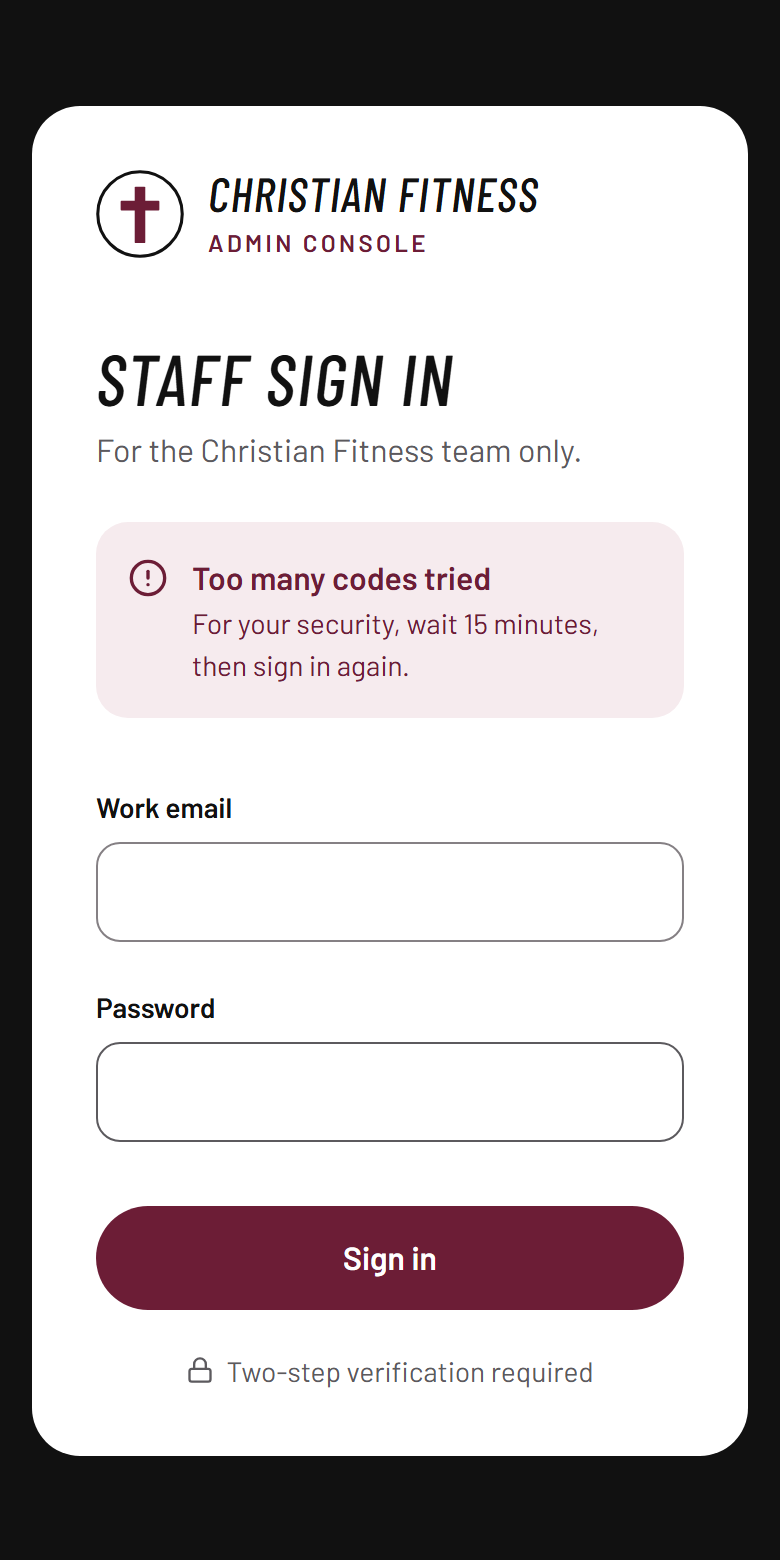 CHRISTIAN FITNESS
ADMIN CONSOLE
STAFF SIGN IN
For the Christian Fitness team only.
Too many codes tried
For your security, wait 15 minutes,
then sign in again.
Work email
Password
Sign in
Two-step verification required